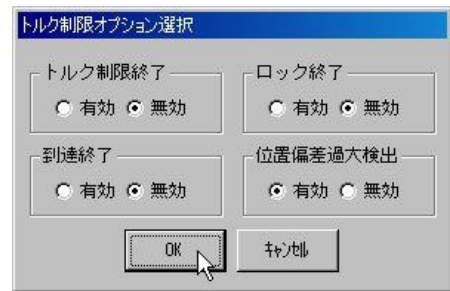 トルク制限オプション選択
トルク制限終了
ロック終了
有効 無効
有効 無効
到達終了
位置偏差過大検出
有効 無効
有効 無効
OK
ｷｬﾝｾﾙ